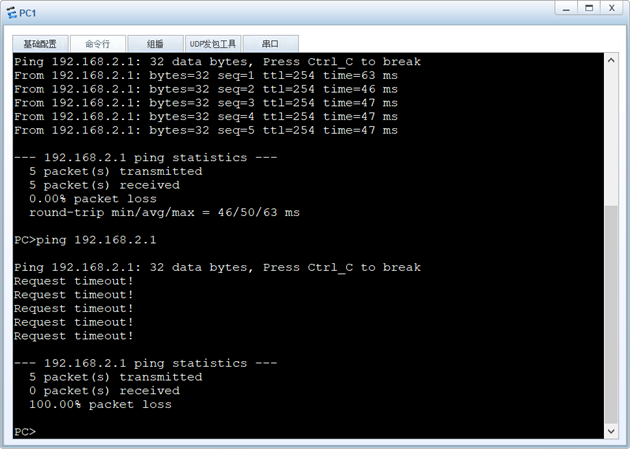 PC1
基础配置 命令行 组播 UDP发包工具 串口
Ping 192.168.2.1: 32 data bytes, Press Ctrl_C to break
From 192.168.2.1: bytes=32 seq=1 ttl=254 time=63 ms
From 192.168.2.1: bytes=32 seq=2 ttl=254 time=46 ms
From 192.168.2.1: bytes=32 seq=3 ttl=254 time=47 ms
From 192.168.2.1: bytes=32 seq=4 ttl=254 time=47 ms
From 192.168.2.1: bytes=32 seq=5 ttl=254 time=47 ms
--- 192.168.2.1 ping statistics ---
5 packet(s) transmitted
5 packet(s) received
0.00% packet loss
round-trip min/avg/max = 46/50/63 ms
PC>ping 192.168.2.1
Ping 192.168.2.1: 32 data bytes, Press Ctrl_C to break
Request timeout!
Request timeout!
Request timeout!
Request timeout!
Request timeout!
--- 192.168.2.1 ping statistics ---
5 packet(s) transmitted
0 packet(s) received
100.00% packet loss
PC>